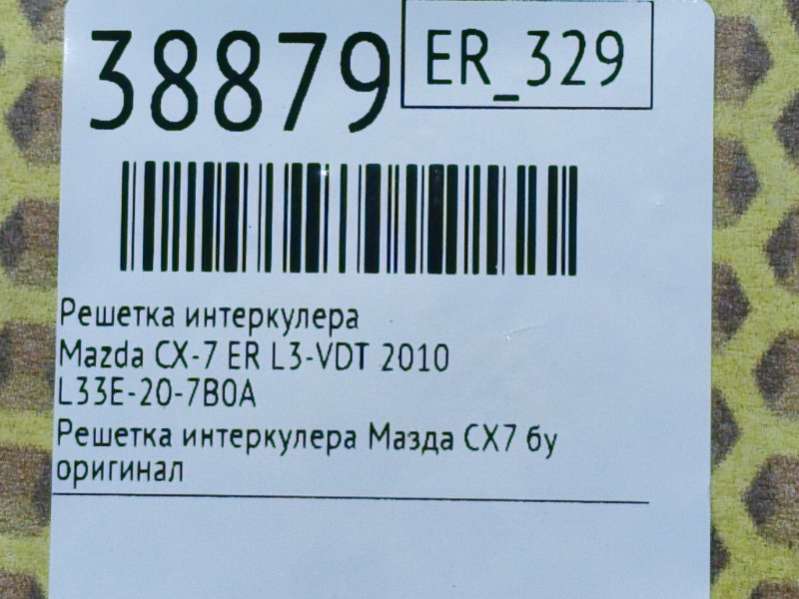 38879
ER_329
Решетка интеркулера
Mazda CX-7 ER L3-VDT 2010
L33E-20-7B0A
Решетка интеркулера Мазда СХ7 бу
оригинал